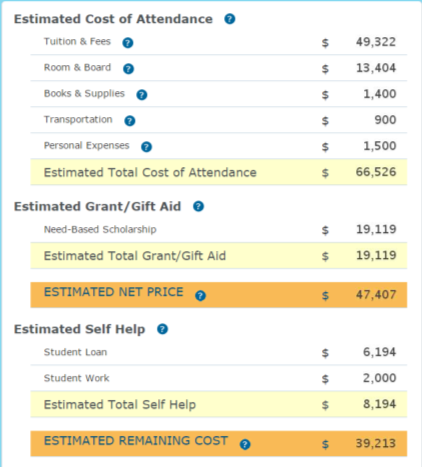 Estimated Cost of Attendance ?
Tuition & Fees ? $ 49,322
Room & Board ? $ 13,404
Books & Supplies ? $ 1,400
Transportation ? $ 900
Personal Expenses ? $ 1,500
Estimated Total Cost of Attendance $ 66,526
Estimated Grant/Gift Aid ?
Need-Based Scholarship $ 19,119
Estimated Total Grant/Gift Aid $ 19,119
ESTIMATED NET PRICE ? $ 47,407
Estimated Self Help ?
Student Loan $ 6,194
Student Work $ 2,000
Estimated Total Self Help $ 8,194
ESTIMATED REMAINING COST ? $ 39,213